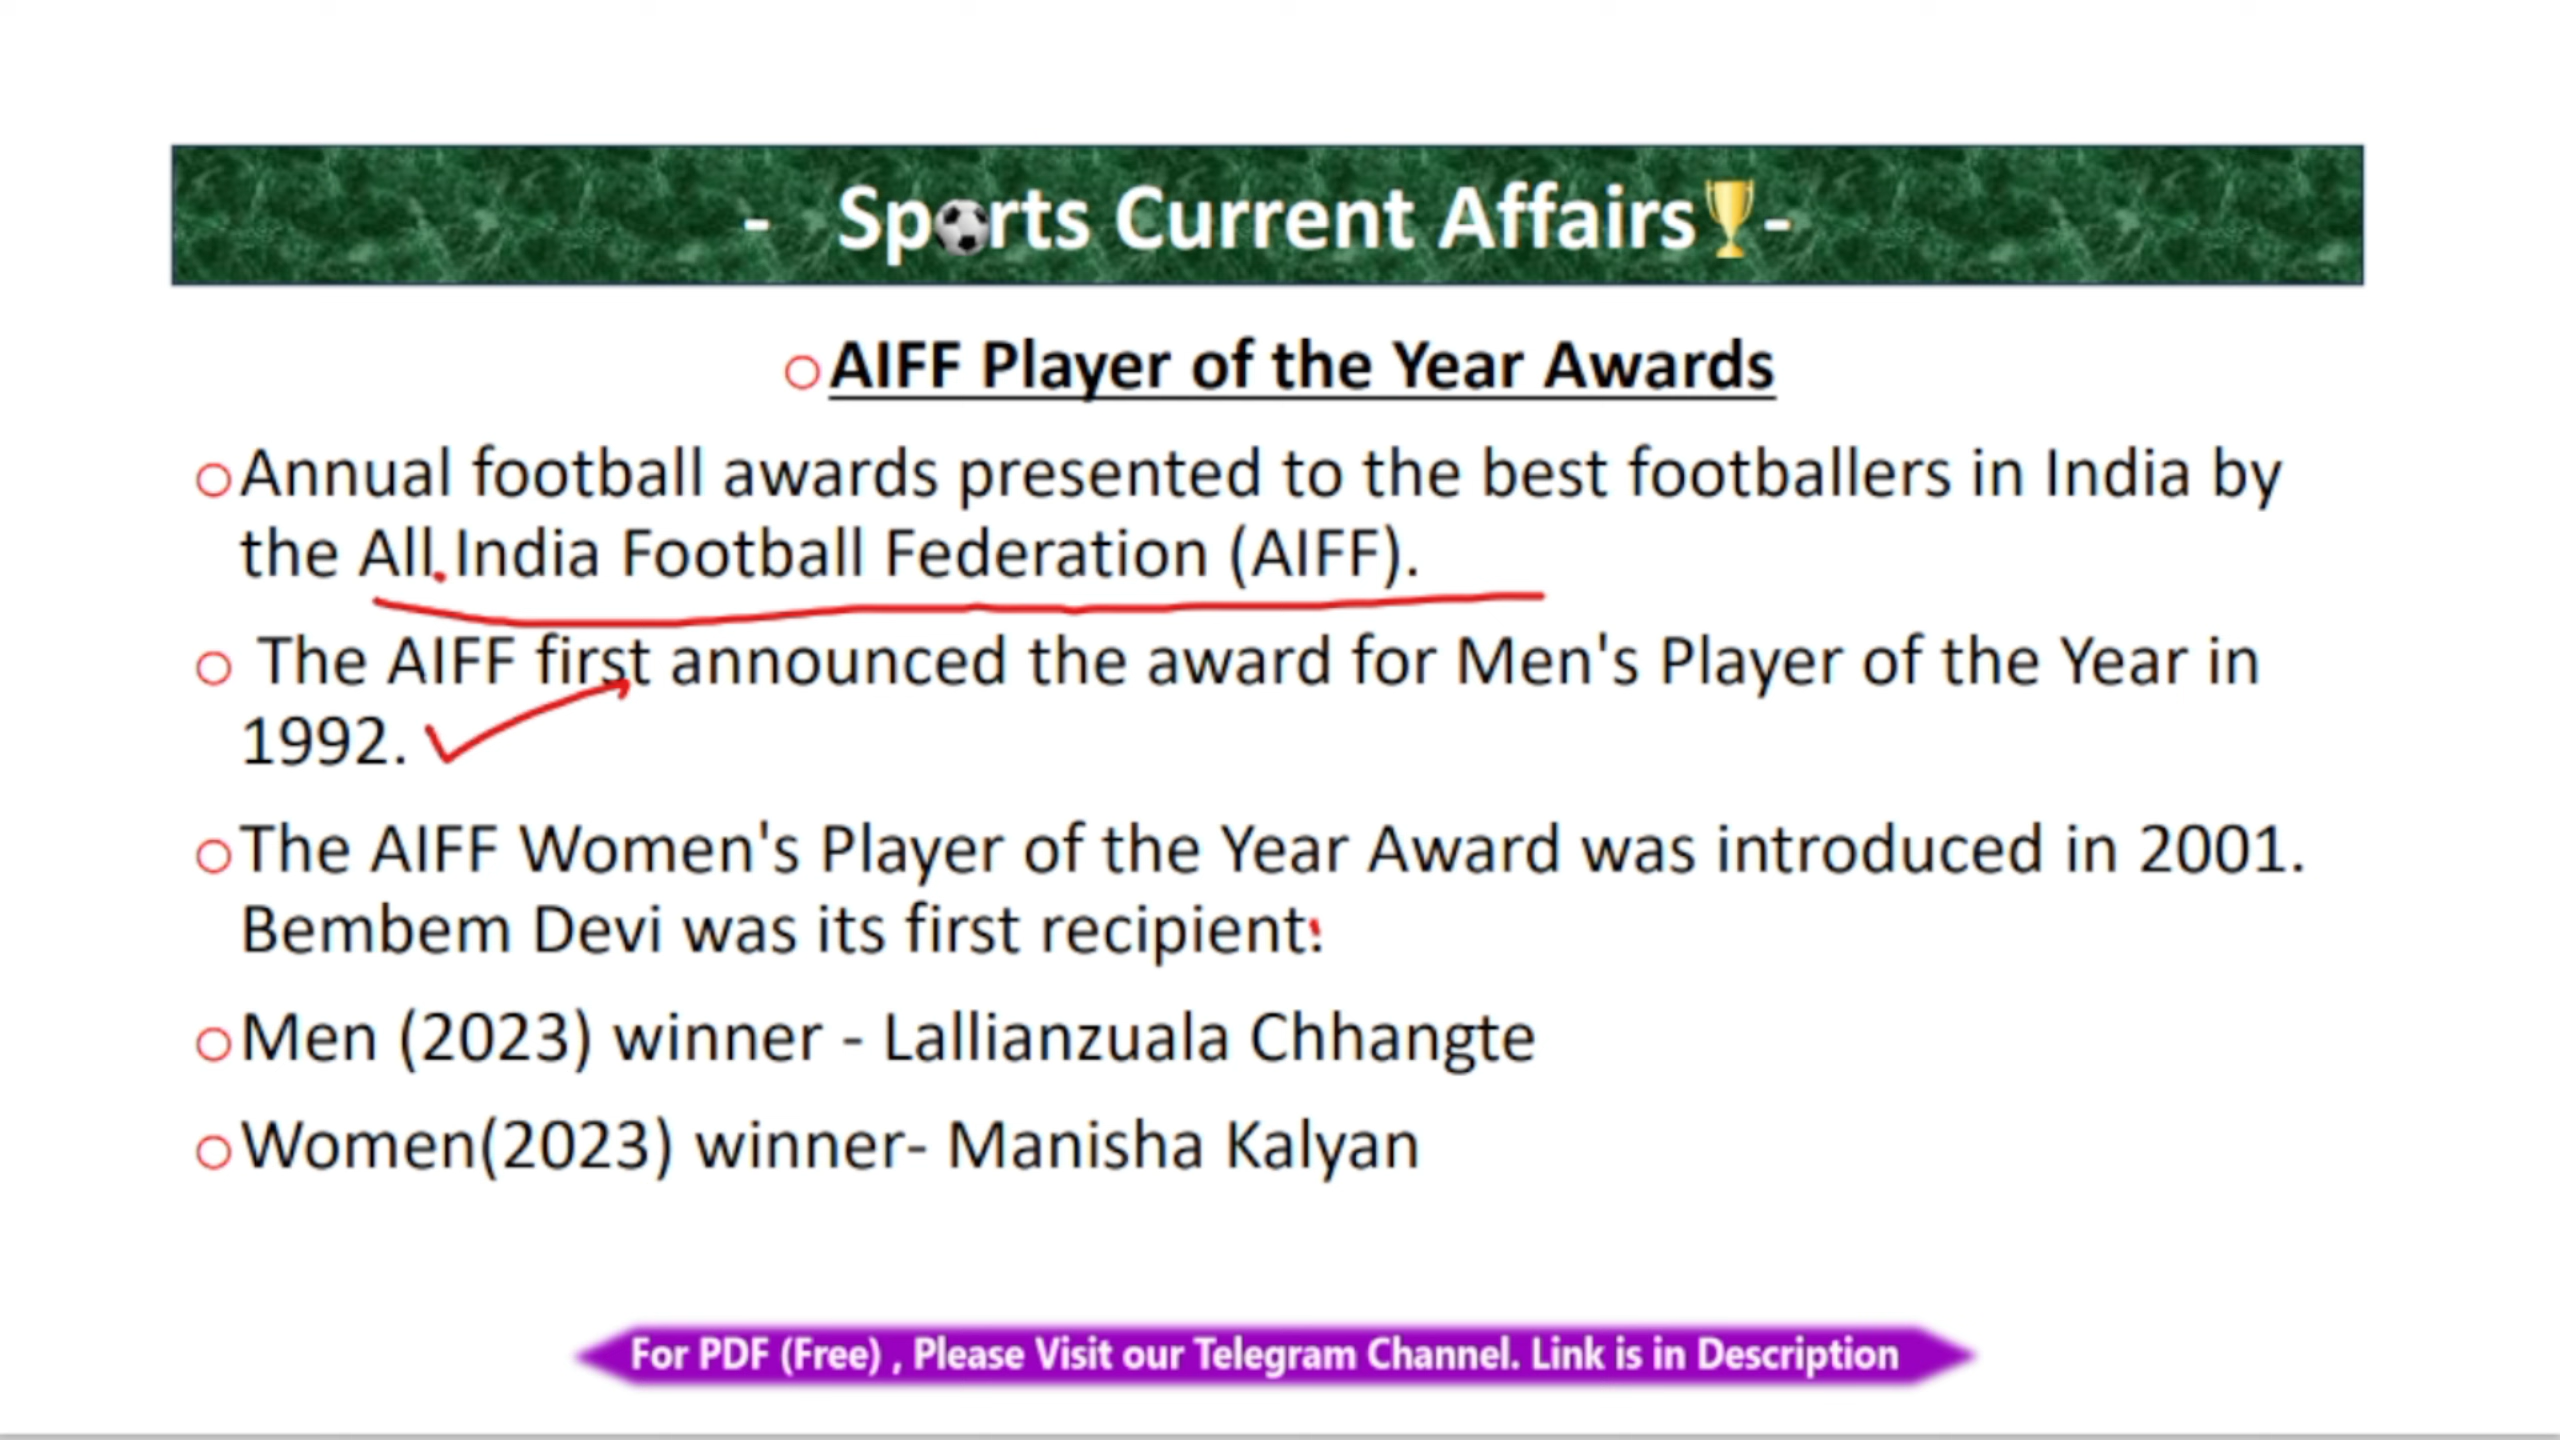 - Sports Current Affairs🏆-
AIFF Player of the Year Awards
Annual football awards presented to the best footballers in India by
the All India Football Federation (AIFF).
The AIFF first announced the award for Men's Player of the Year in
1992.
The AIFF Women's Player of the Year Award was introduced in 2001.
Bembem Devi was its first recipient.
Men (2023) winner - Lallianzuala Chhangte
Women(2023) winner- Manisha Kalyan
For PDF (Free) , Please Visit our Telegram Channel. Link is in Description